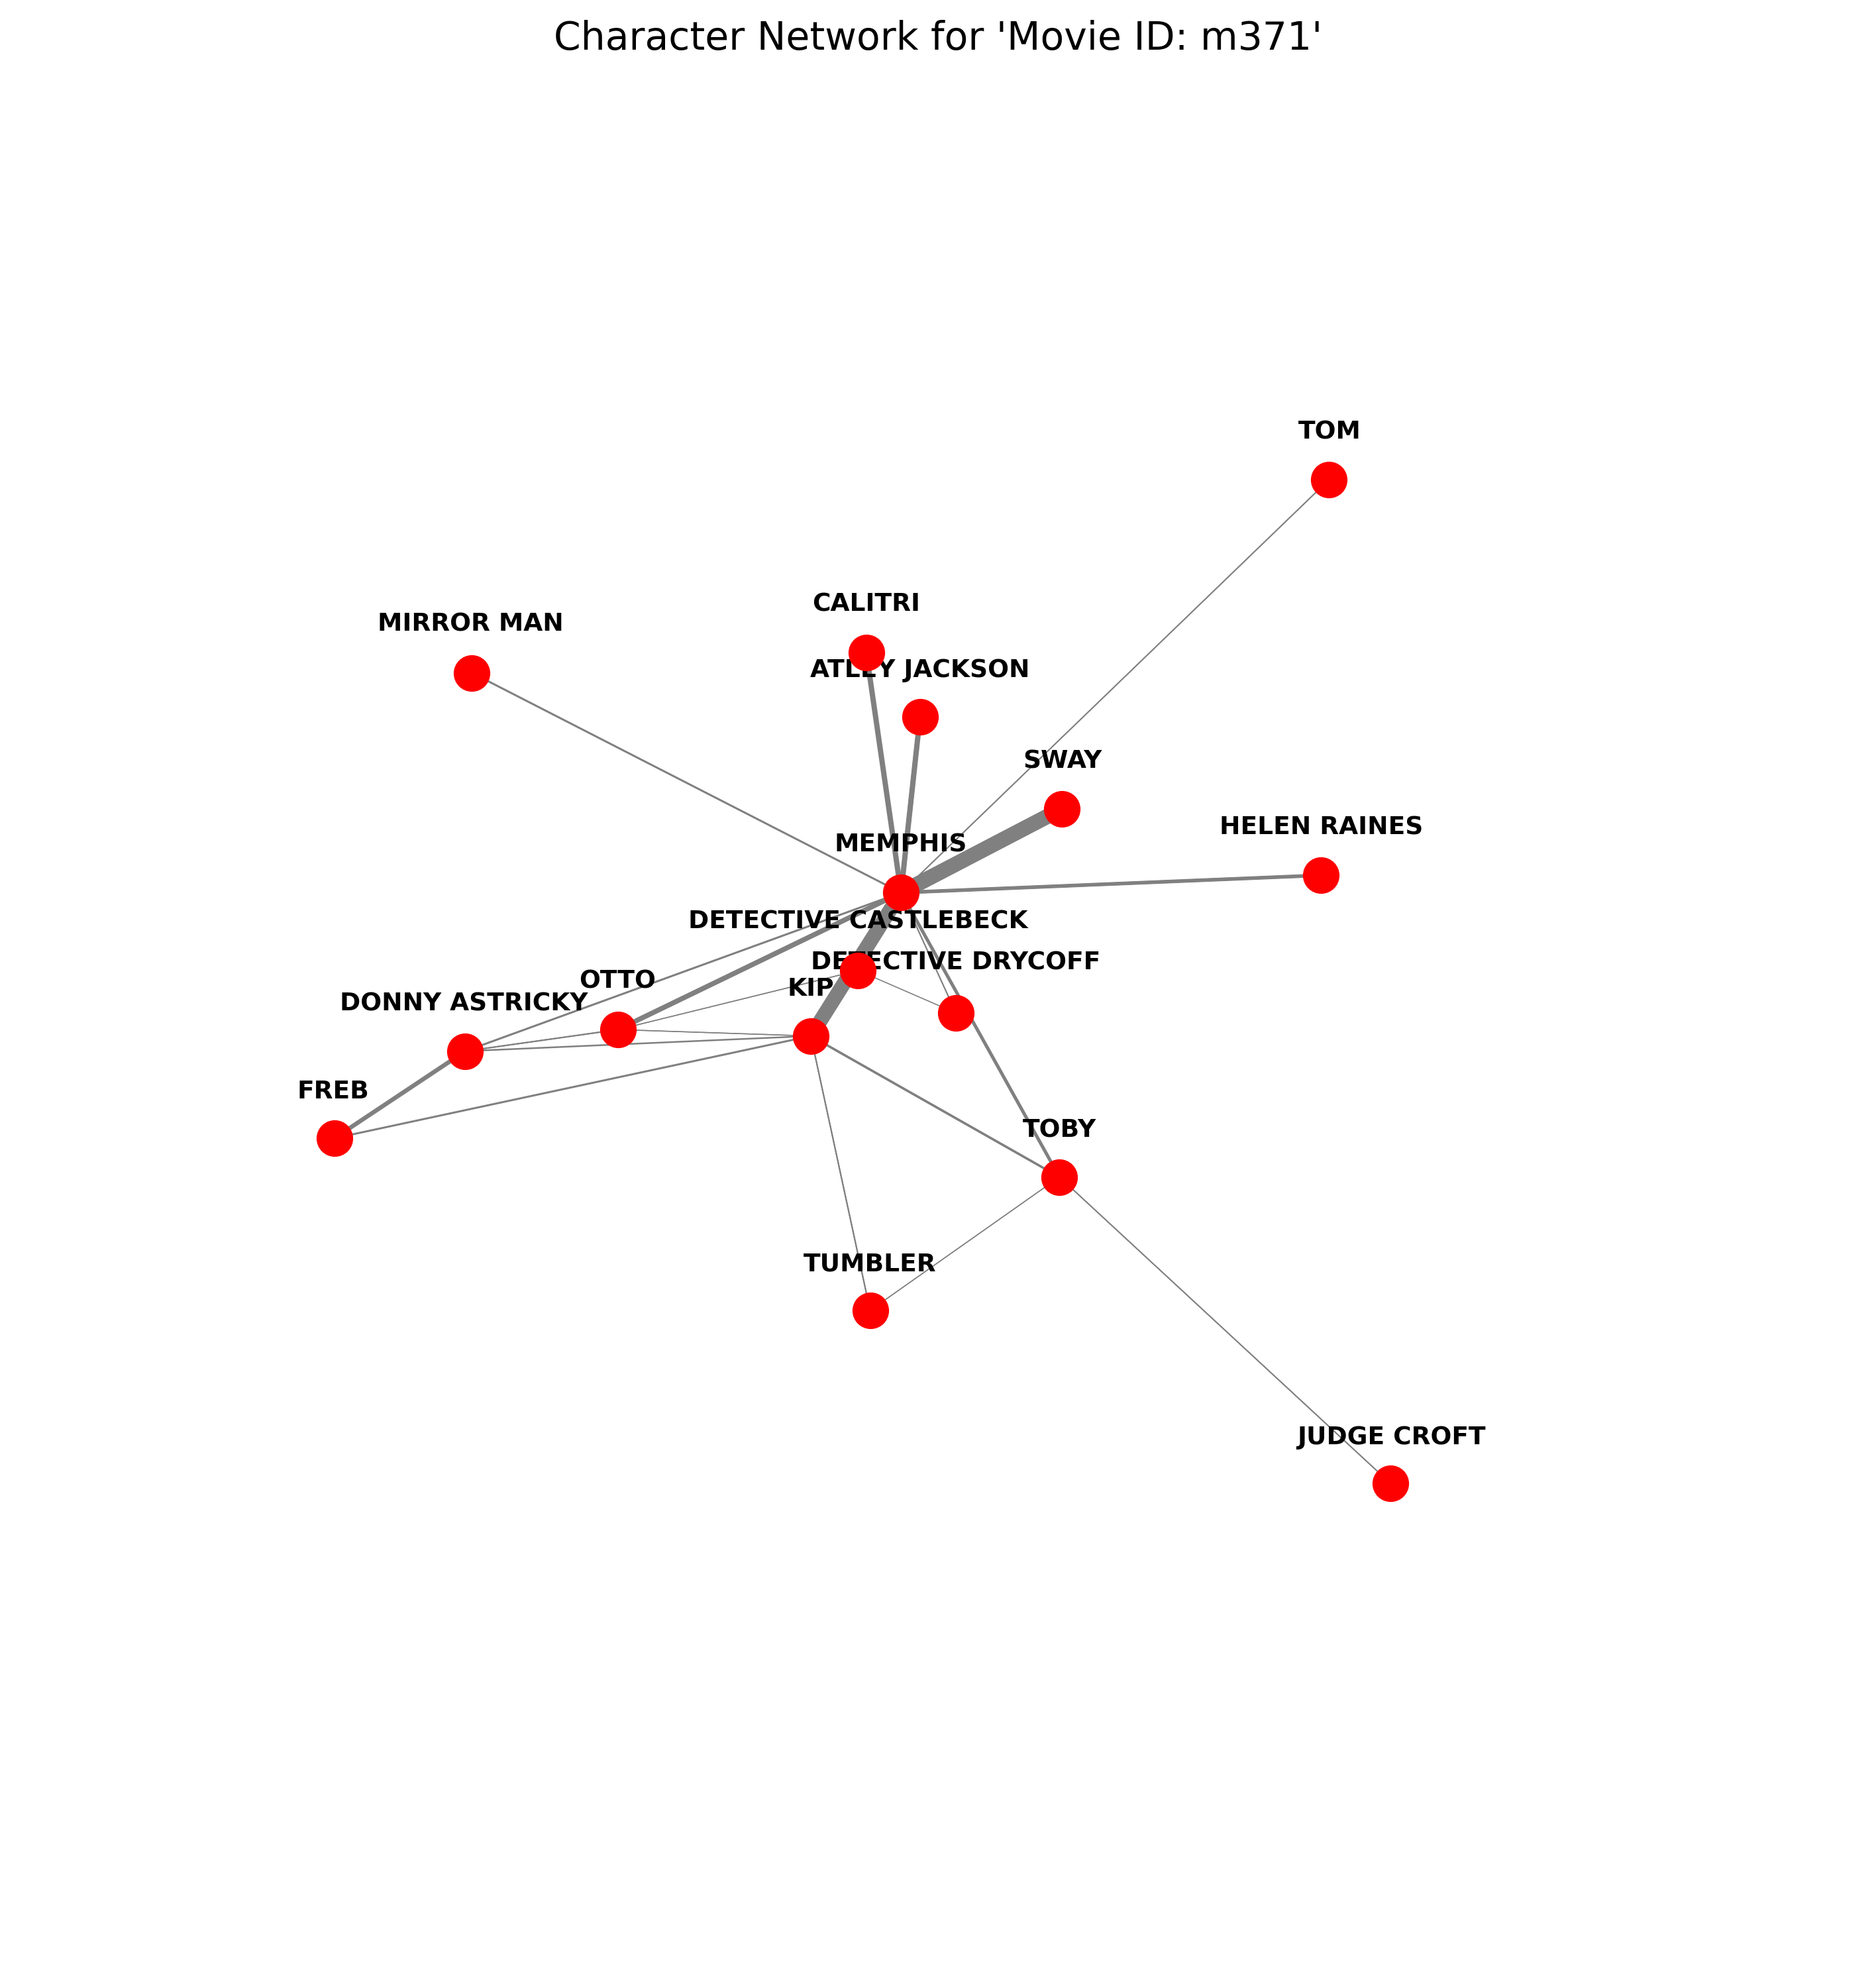 Character Network for 'Movie ID: m371'
TOM
CALITRI
MIRROR MAN
ATLEY JACKSON
SWAY
HELEN RAINES
MEMPHIS
DETECTIVE CASTLEBECK
DETECTIVE DRYCOFF
OTTO
KIP
DONNY ASTRICKY
FREB
TOBY
TUMBLER
JUDGE CROFT